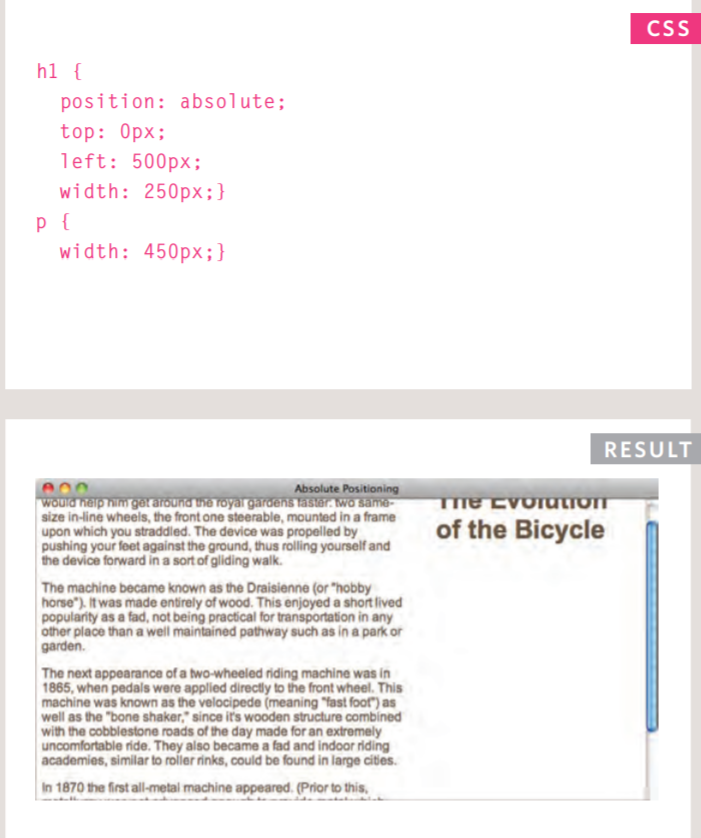 CSS
h1 {
position: absolute;
top: 0px;
left: 500px;
width: 250px;}
p {
width: 450px;}
RESULT
Absolute Positioning
would help him get around the royal gardens faster: two same-
size in-line wheels, the front one steerable, mounted in a frame
upon which you straddled. The device was propelled by
pushing your feet against the ground, thus rolling yourself and
the device forward in a sort of gliding walk.
The machine became known as the Draisienne (or "hobby
horse"). It was made entirely of wood. This enjoyed a short lived
popularity as a fad, not being practical for transportation in any
other place than a well maintained pathway such as in a park or
garden.
The next appearance of a two-wheeled riding machine was in
1865, when pedals were applied directly to the front wheel. This
machine was known as the velocipede (meaning "fast foot") as
well as the "bone shaker," since it's wooden structure combined
with the cobblestone roads of the day made for an extremely
uncomfortable ride. They also became a fad and indoor riding
academies, similar to roller rinks, could be found in large cities.
In 1870 the first all-metal machine appeared. (Prior to this,
The Evolution
of the Bicycle